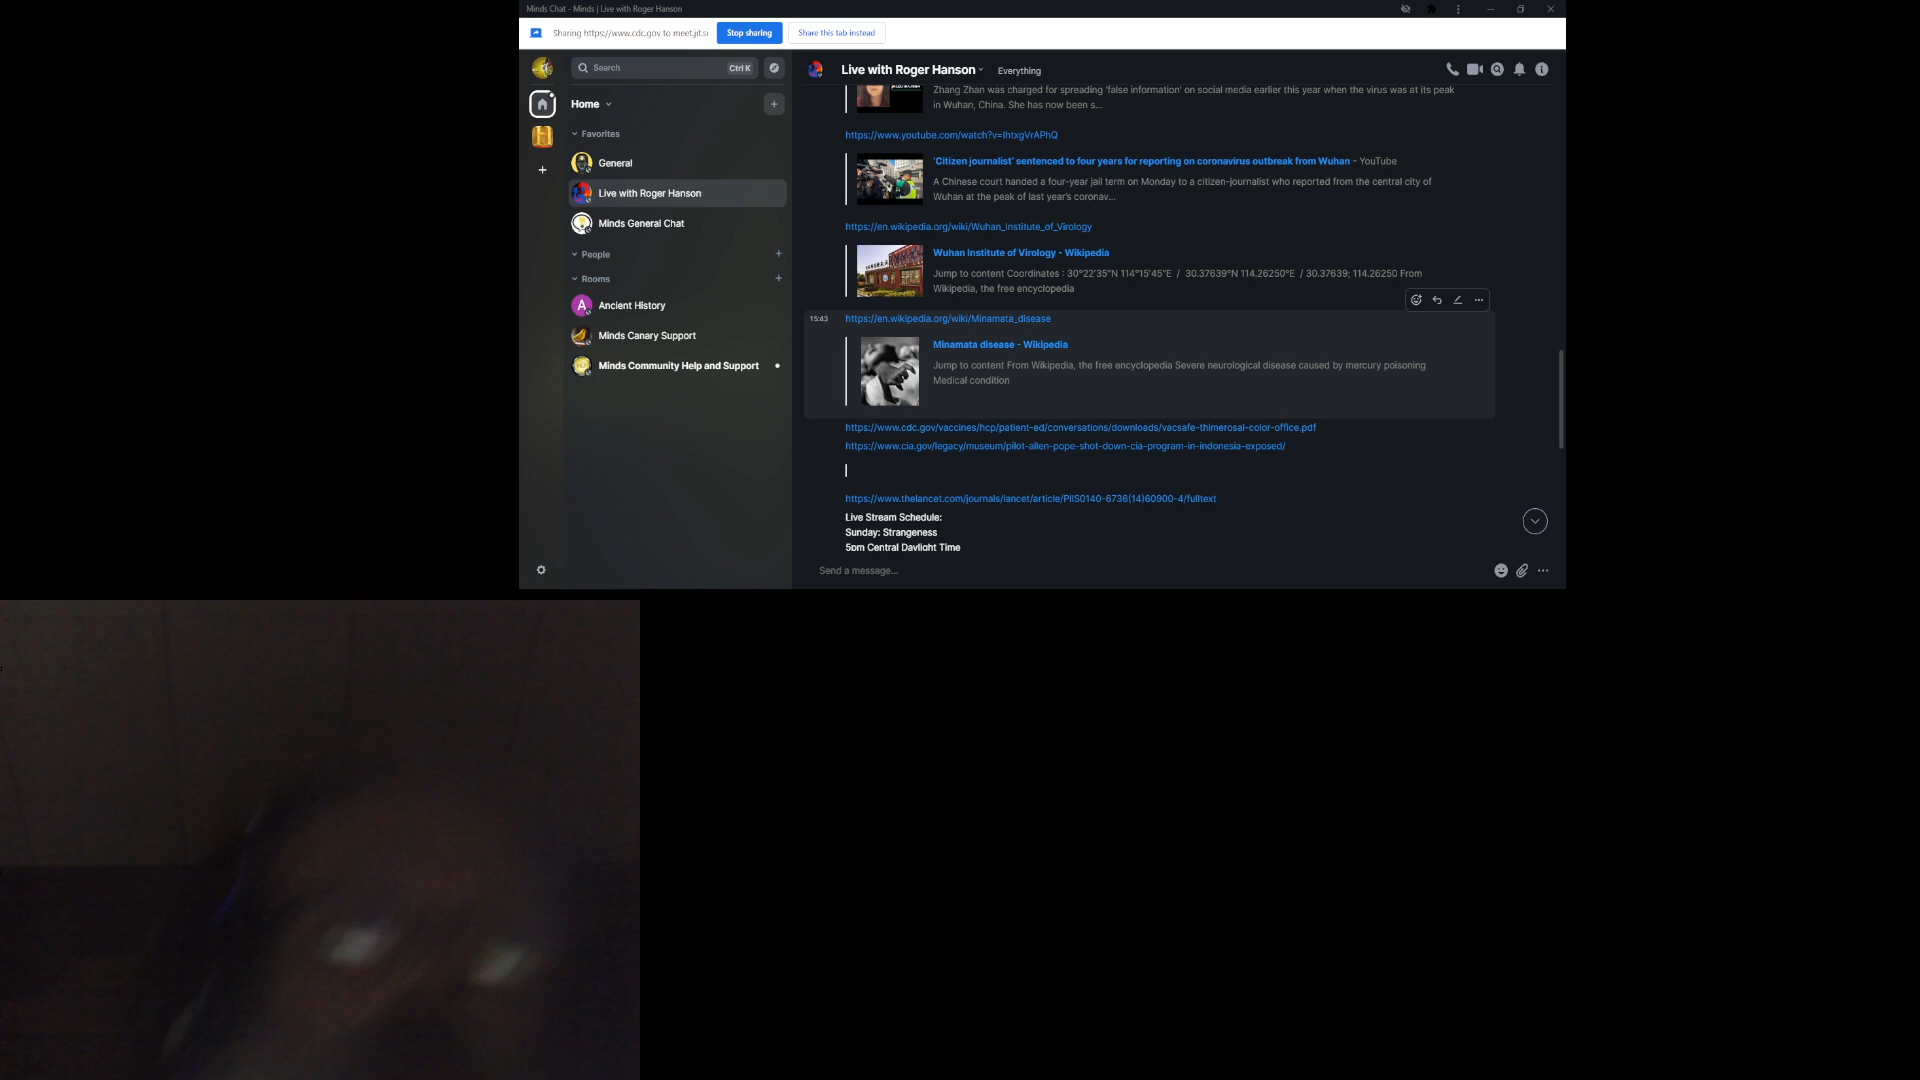 Minds Chat - Minds | Live with Roger Hanson
Sharing https://www.cdc.gov to meet.jit.si
Stop sharing
Share this tab instead
Search
Ctrl K
Home
Favorites
General
Live with Roger Hanson
Minds General Chat
People
Rooms
A
Ancient History
Minds Canary Support
Minds Community Help and Support
Live with Roger Hanson
Everything
Zhang Zhan was charged for spreading 'false information' on social media earlier this year when the virus was at its peak
in Wuhan, China. She has now been s...
https://www.youtube.com/watch?v=lhtxgVrAPhQ
'Citizen journalist' sentenced to four years for reporting on coronavirus outbreak from Wuhan - YouTube
A Chinese court handed a four-year jail term on Monday to a citizen-journalist who reported from the central city of
Wuhan at the peak of last year's coronav...
https://en.wikipedia.org/wiki/Wuhan_Institute_of_Virology
Wuhan Institute of Virology - Wikipedia
Jump to content Coordinates : 30°22'35"N 114°15'45"E / 30.37639°N 114.26250°E / 30.37639; 114.26250 From
Wikipedia, the free encyclopedia
15:43
https://en.wikipedia.org/wiki/Minamata_disease
Minamata disease - Wikipedia
Jump to content From Wikipedia, the free encyclopedia Severe neurological disease caused by mercury poisoning
Medical condition
https://www.cdc.gov/vaccines/hcp/patient-ed/conversations/downloads/vacsafe-thimerosal-color-office.pdf
https://www.cia.gov/legacy/museum/pilot-allen-pope-shot-down-cia-program-in-indonesia-exposed/
https://www.thelancet.com/journals/lancet/article/PIIS0140-6736(14)60900-4/fulltext
Live Stream Schedule:
Sunday: Strangeness
5pm Central Daylight Time
Send a message...